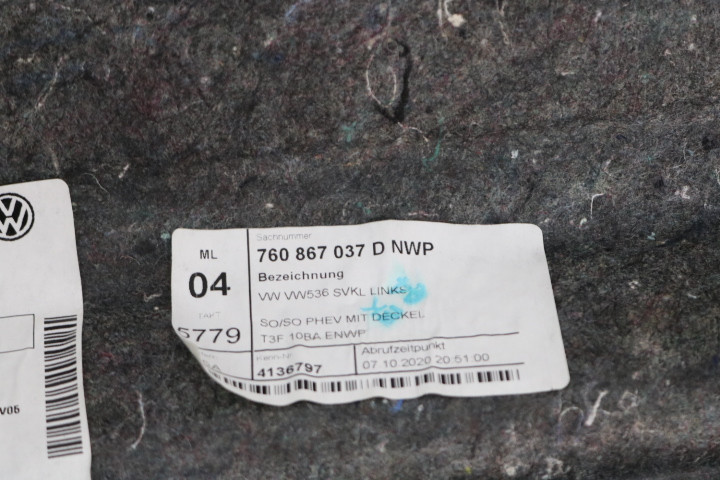 ML
04
5779
Sachnummer
760 867 037 D NWP
Bezeichnung
VW VW536 SVKL LINKS
SO/SO PHEV MIT DECKEL
T3F 10BA ENWP
4136797
Abrufzeitpunkt
07.10.2020 20:51:00
V05